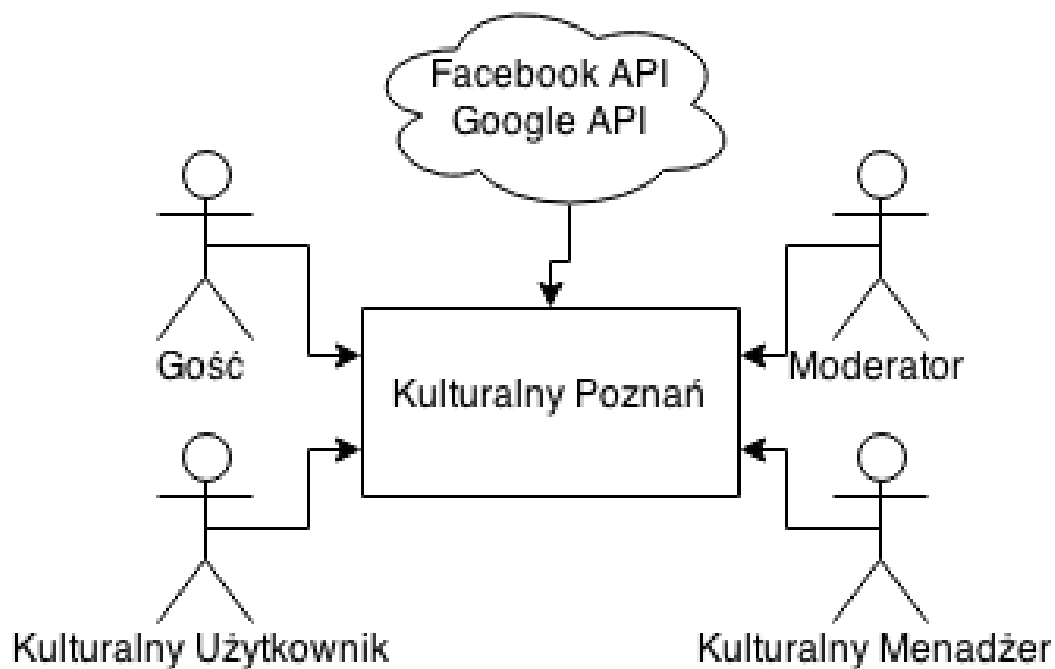 Facebook API
Google API
Gość
Moderator
Kulturalny Poznań
Kulturalny Użytkownik
Kulturalny Menadżer